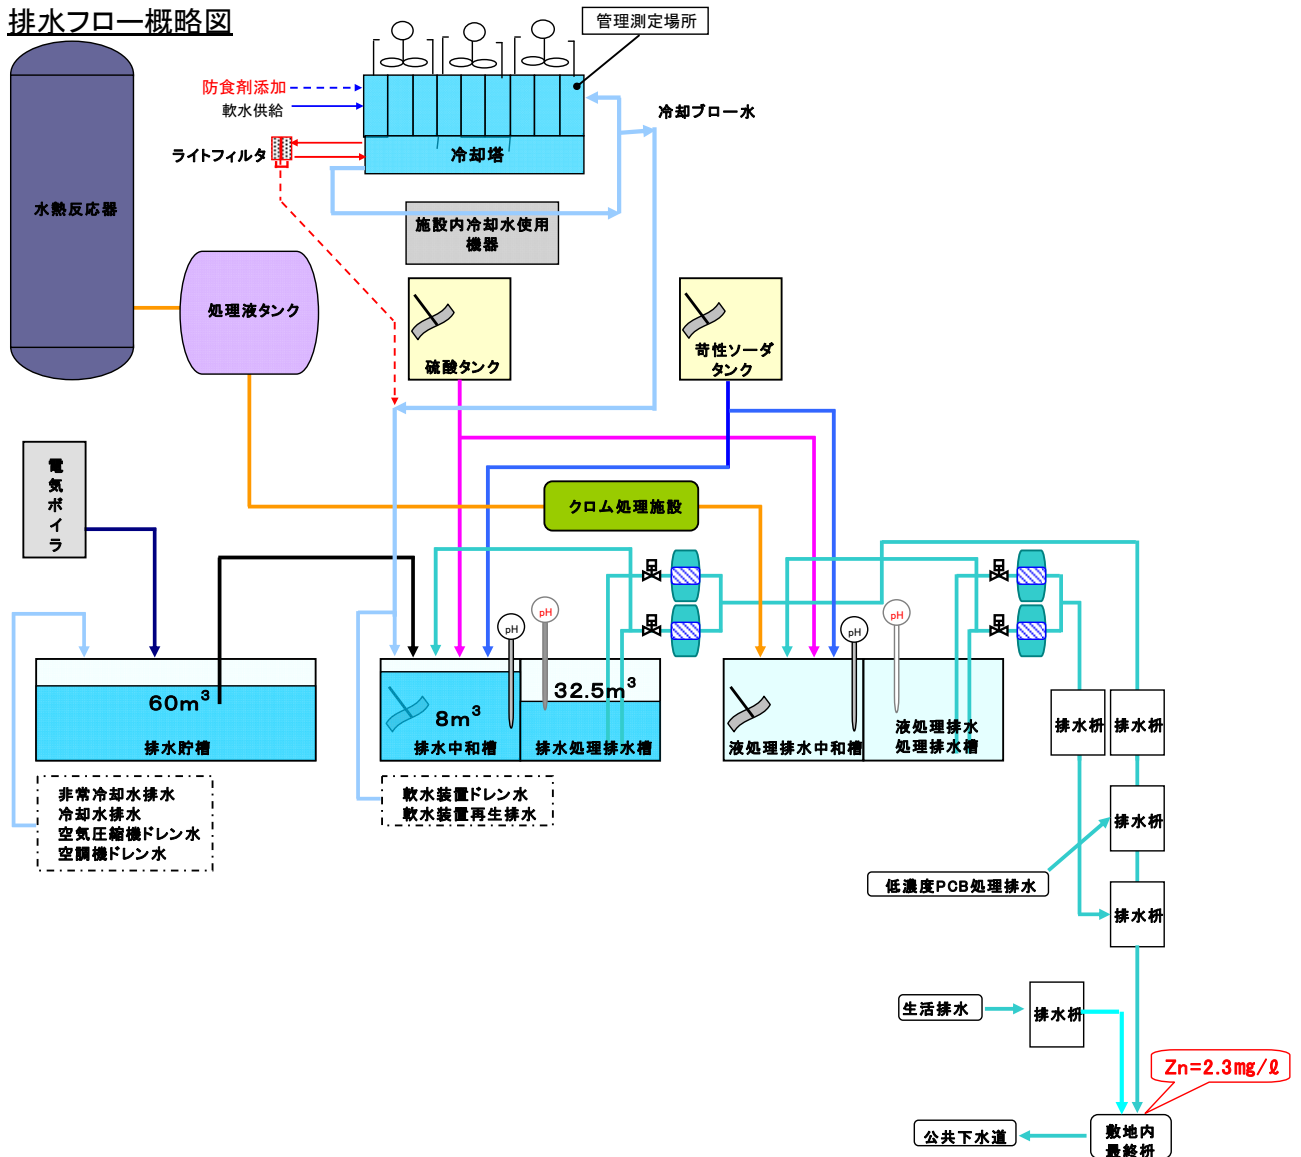 排水フロー概略図
管理測定場所
防食剤添加
軟水供給
冷却ブロー水
ライトフィルタ
冷却塔
水熱反応器
施設内冷却水使用
機器
処理液タンク
硫酸タンク
苛性ソーダ
タンク
電気ボイラ
クロム処理施設
pH
pH
pH
pH
60m³
8m³
32.5m³
排水貯槽
排水中和槽
排水処理排水槽
液処理排水中和槽
液処理排水
処理排水槽
排水枡
排水枡
非常冷却水排水
冷却水排水
空気圧縮機ドレン水
空調機ドレン水
軟水装置ドレン水
軟水装置再生排水
排水枡
低濃度PCB処理排水
排水枡
生活排水
排水枡
Zn=2.3mg/ℓ
公共下水道
敷地内
最終枡